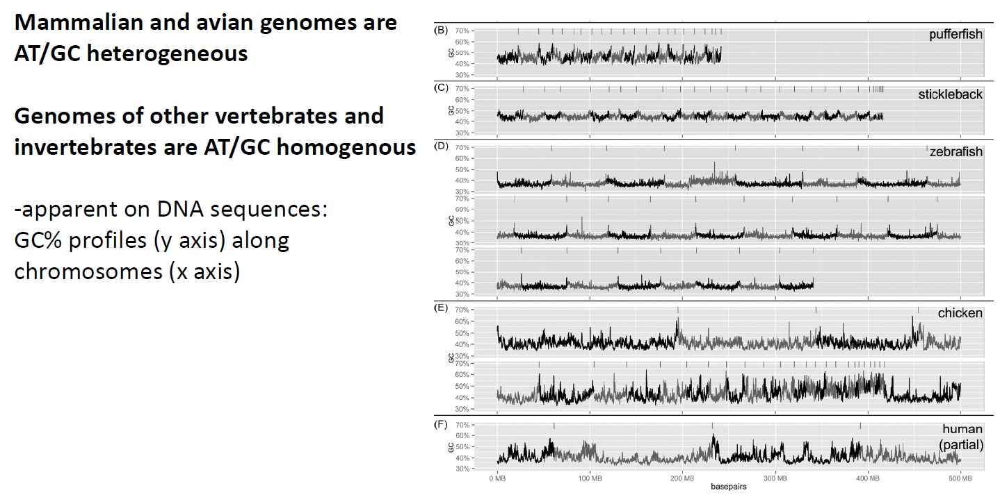 Mammalian and avian genomes are
AT/GC heterogeneous
Genomes of other vertebrates and
invertebrates are AT/GC homogenous
-apparent on DNA sequences:
GC% profiles (y axis) along
chromosomes (x axis)
(B)
pufferfish
70%
60%
50%
40%
30%
GC
(C)
stickleback
70%
60%
50%
40%
30%
GC
(D)
zebrafish
70%
60%
50%
40%
30%
70%
60%
50%
40%
30%
GC
70%
60%
50%
40%
30%
(E)
chicken
70%
60%
50%
40%
30%
GC
70%
60%
50%
40%
30%
(F)
human
(partial)
70%
60%
50%
40%
30%
GC
0 MB 100 MB 200 MB 300 MB 400 MB 500 MB
basepairs